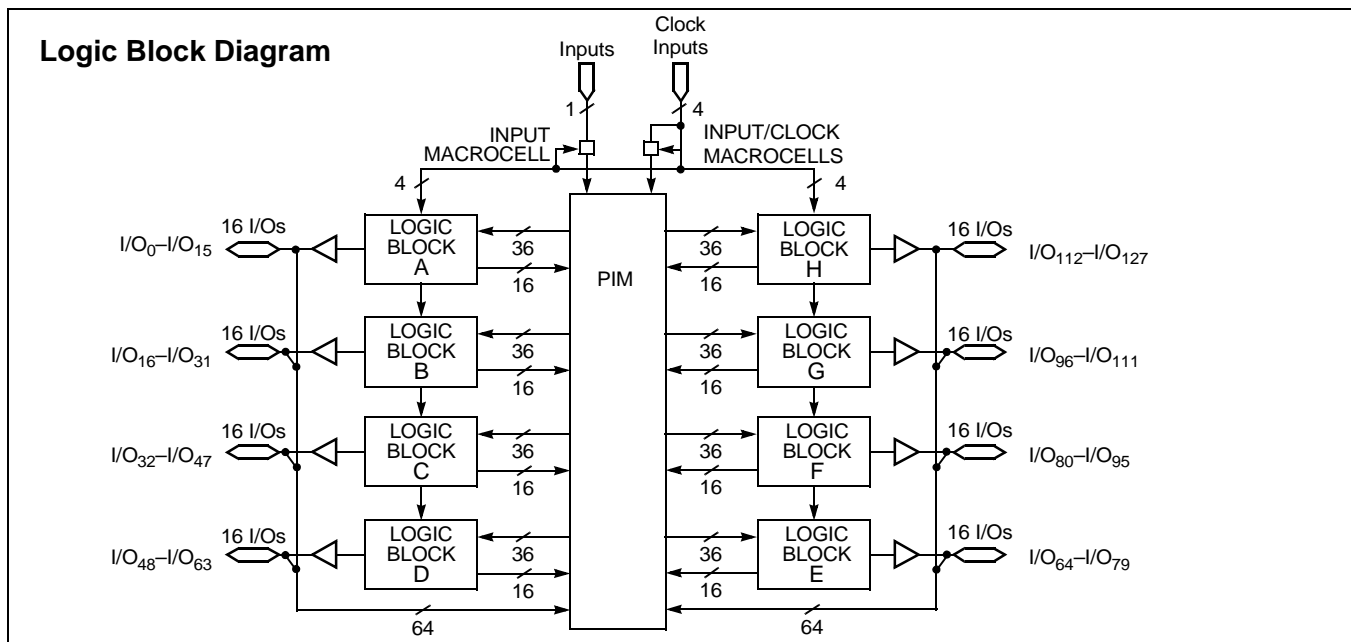 Logic Block Diagram
Inputs
Clock
Inputs
1
4
INPUT
MACROCELL
INPUT/CLOCK
MACROCELLS
4
4
I/O0–I/O15
16 I/Os
LOGIC
BLOCK
A
36
16
PIM
36
16
LOGIC
BLOCK
H
16 I/Os
I/O112–I/O127
I/O16–I/O31
16 I/Os
LOGIC
BLOCK
B
36
16
36
16
LOGIC
BLOCK
G
16 I/Os
I/O96–I/O111
I/O32–I/O47
16 I/Os
LOGIC
BLOCK
C
36
16
36
16
LOGIC
BLOCK
F
16 I/Os
I/O80–I/O95
I/O48–I/O63
16 I/Os
LOGIC
BLOCK
D
36
16
36
16
LOGIC
BLOCK
E
16 I/Os
I/O64–I/O79
64
64